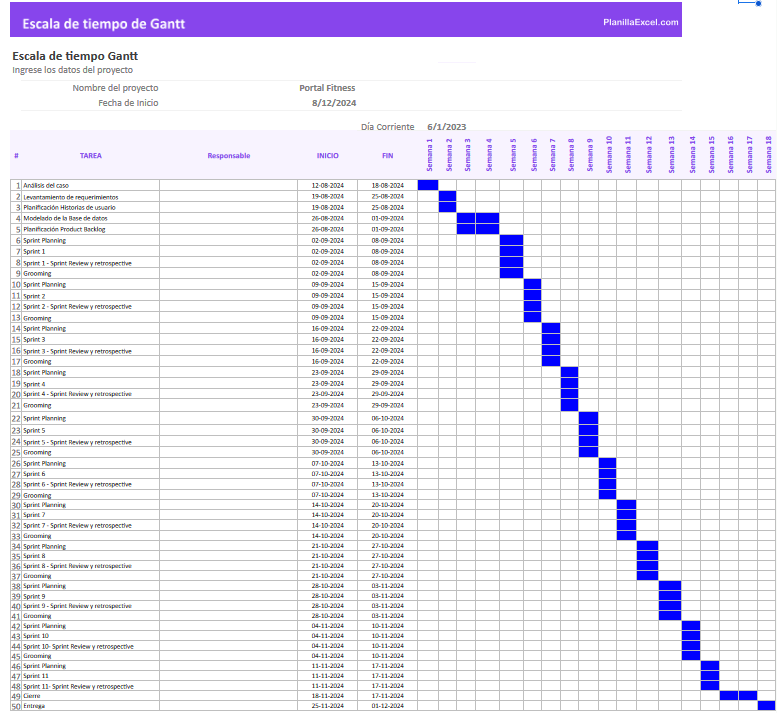 Escala de tiempo de Gantt PlanillaExcel.com
Escala de tiempo Gantt
Ingrese los datos del proyecto
Nombre del proyecto Portal Fitness
Fecha de Inicio 8/12/2024
Día Corriente 6/1/2023
# TAREA Responsable INICIO FIN Semana 1 Semana 2 Semana 3 Semana 4 Semana 5 Semana 6 Semana 7 Semana 8 Semana 9 Semana 10 Semana 11 Semana 12 Semana 13 Semana 14 Semana 15 Semana 16 Semana 17 Semana 18
1 Análisis del caso 12-08-2024 18-08-2024
2 Levantamiento de requerimientos 19-08-2024 25-08-2024
3 Planificación Historias de usuario 19-08-2024 25-08-2024
4 Modelado de la Base de datos 26-08-2024 01-09-2024
5 Planificación Product Backlog 26-08-2024 01-09-2024
6 Sprint Planning 02-09-2024 08-09-2024
7 Sprint 1 02-09-2024 08-09-2024
8 Sprint 1 - Sprint Review y retrospective 02-09-2024 08-09-2024
9 Grooming 02-09-2024 08-09-2024
10 Sprint Planning 09-09-2024 15-09-2024
11 Sprint 2 09-09-2024 15-09-2024
12 Sprint 2 - Sprint Review y retrospective 09-09-2024 15-09-2024
13 Grooming 09-09-2024 15-09-2024
14 Sprint Planning 16-09-2024 22-09-2024
15 Sprint 3 16-09-2024 22-09-2024
16 Sprint 3 - Sprint Review y retrospective 16-09-2024 22-09-2024
17 Grooming 16-09-2024 22-09-2024
18 Sprint Planning 23-09-2024 29-09-2024
19 Sprint 4 23-09-2024 29-09-2024
20 Sprint 4 - Sprint Review y retrospective 23-09-2024 29-09-2024
21 Grooming 23-09-2024 29-09-2024
22 Sprint Planning 30-09-2024 06-10-2024
23 Sprint 5 30-09-2024 06-10-2024
24 Sprint 5 - Sprint Review y retrospective 30-09-2024 06-10-2024
25 Grooming 30-09-2024 06-10-2024
26 Sprint Planning 07-10-2024 13-10-2024
27 Sprint 6 07-10-2024 13-10-2024
28 Sprint 6 - Sprint Review y retrospective 07-10-2024 13-10-2024
29 Grooming 07-10-2024 13-10-2024
30 Sprint Planning 14-10-2024 20-10-2024
31 Sprint 7 14-10-2024 20-10-2024
32 Sprint 7 - Sprint Review y retrospective 14-10-2024 20-10-2024
33 Grooming 14-10-2024 20-10-2024
34 Sprint Planning 21-10-2024 27-10-2024
35 Sprint 8 21-10-2024 27-10-2024
36 Sprint 8 - Sprint Review y retrospective 21-10-2024 27-10-2024
37 Grooming 21-10-2024 27-10-2024
38 Sprint Planning 28-10-2024 03-11-2024
39 Sprint 9 28-10-2024 03-11-2024
40 Sprint 9 - Sprint Review y retrospective 28-10-2024 03-11-2024
41 Grooming 28-10-2024 03-11-2024
42 Sprint Planning 04-11-2024 10-11-2024
43 Sprint 10 04-11-2024 10-11-2024
44 Sprint 10- Sprint Review y retrospective 04-11-2024 10-11-2024
45 Grooming 04-11-2024 10-11-2024
46 Sprint Planning 11-11-2024 17-11-2024
47 Sprint 11 11-11-2024 17-11-2024
48 Sprint 11- Sprint Review y retrospective 11-11-2024 17-11-2024
49 Cierre 18-11-2024 17-11-2024
50 Entrega 25-11-2024 01-12-2024